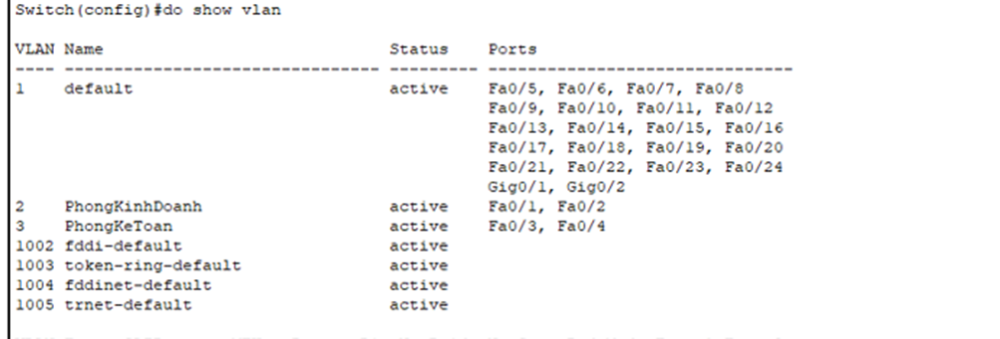 Switch(config)#do show vlan
VLAN Name Status Ports
---- -------------------------------- --------- -------------------------------
1 default active Fa0/5, Fa0/6, Fa0/7, Fa0/8
Fa0/9, Fa0/10, Fa0/11, Fa0/12
Fa0/13, Fa0/14, Fa0/15, Fa0/16
Fa0/17, Fa0/18, Fa0/19, Fa0/20
Fa0/21, Fa0/22, Fa0/23, Fa0/24
Gig0/1, Gig0/2
2 PhongKinhDoanh active Fa0/1, Fa0/2
3 PhongKeToan active Fa0/3, Fa0/4
1002 fddi-default active
1003 token-ring-default active
1004 fddinet-default active
1005 trnet-default active